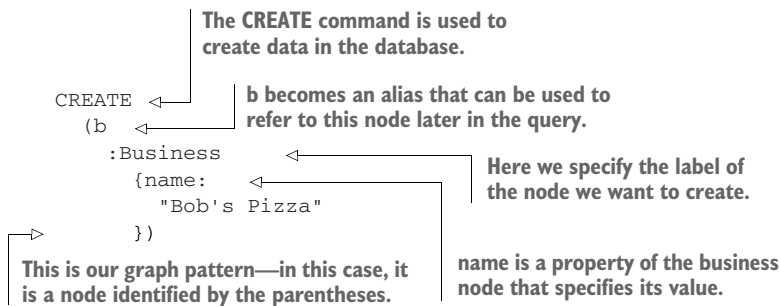 The CREATE command is used to
create data in the database.
CREATE
b becomes an alias that can be used to
refer to this node later in the query.
(b
:Business
Here we specify the label of
the node we want to create.
{name:
"Bob's Pizza"
})
This is our graph pattern—in this case, it
is a node identified by the parentheses.
name is a property of the business
node that specifies its value.